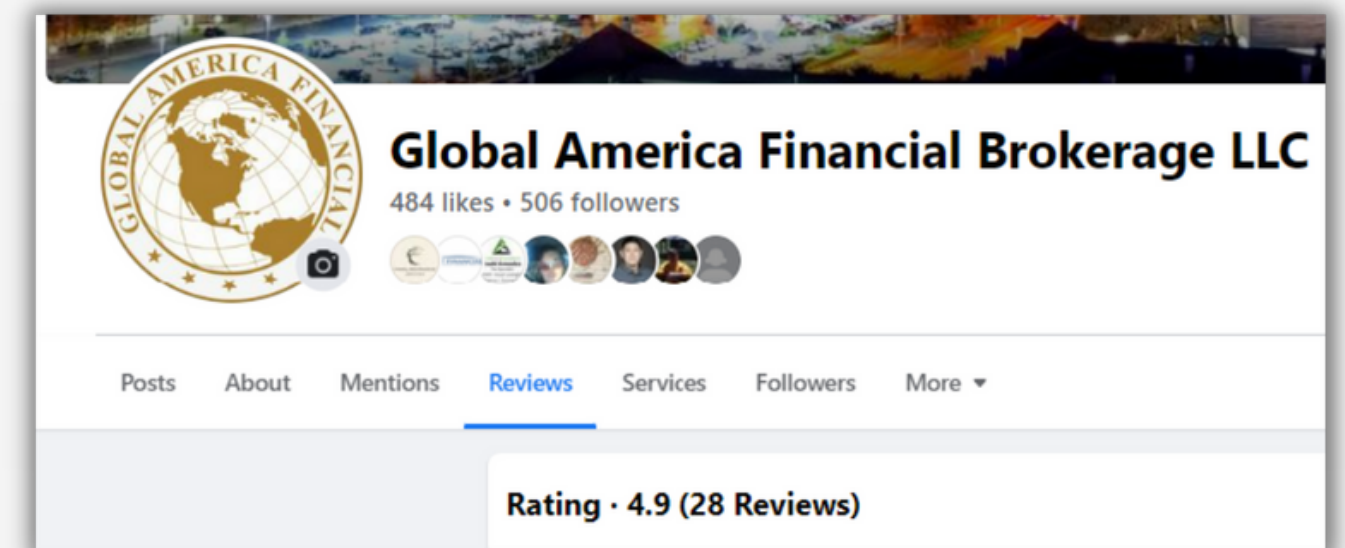 GLOBAL AMERICA FINANCIAL
Global America Financial Brokerage LLC
484 likes • 506 followers
Posts About Mentions Reviews Services Followers More
Rating · 4.9 (28 Reviews)